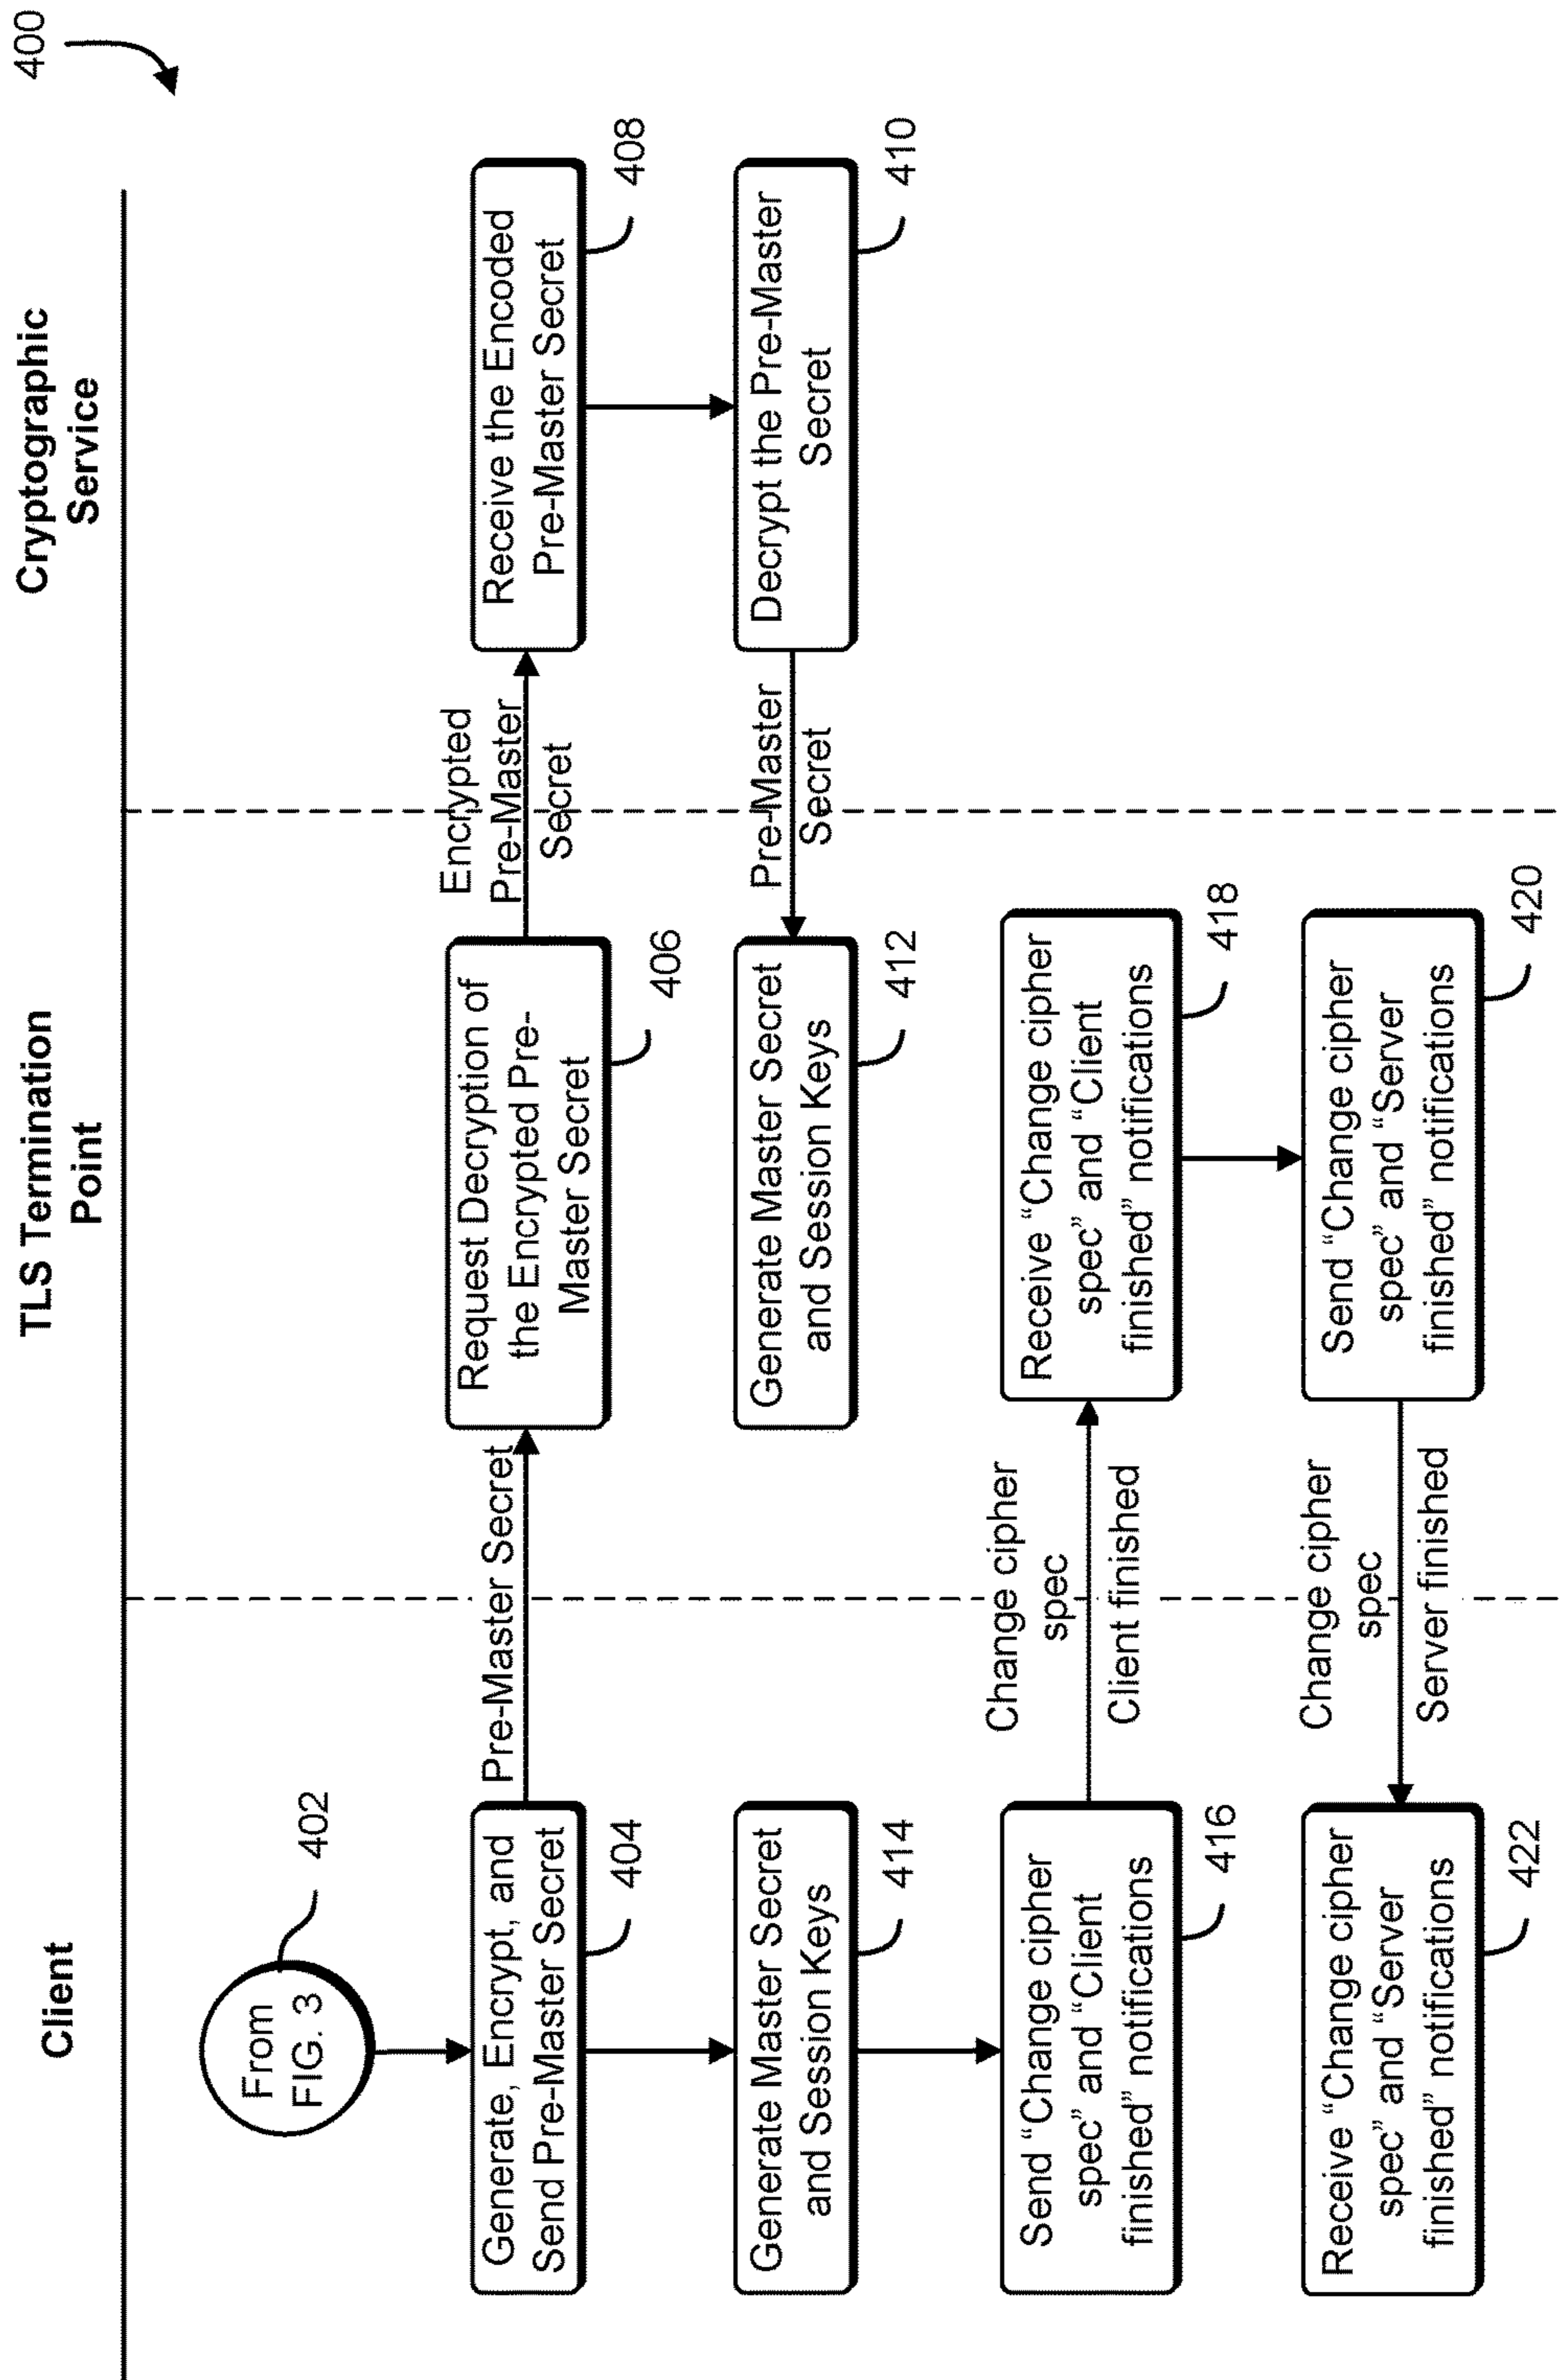 400
Client
TLS Termination
Point
Cryptographic
Service
From
FIG. 3
402
Generate, Encrypt, and
Send Pre-Master Secret
404
Pre-Master Secret
Request Decryption of
the Encrypted Pre-
Master Secret
406
Encrypted
Pre-Master
Secret
Receive the Encoded
Pre-Master Secret
408
Generate Master Secret
and Session Keys
414
Generate Master Secret
and Session Keys
412
Pre-Master
Secret
Decrypt the Pre-Master
Secret
410
Send “Change cipher
spec” and “Client
finished” notifications
416
Change cipher
spec
Client finished
Receive “Change cipher
spec” and “Client
finished” notifications
418
Receive “Change cipher
spec” and “Server
finished” notifications
422
Change cipher
spec
Server finished
Send “Change cipher
spec” and “Server
finished” notifications
420